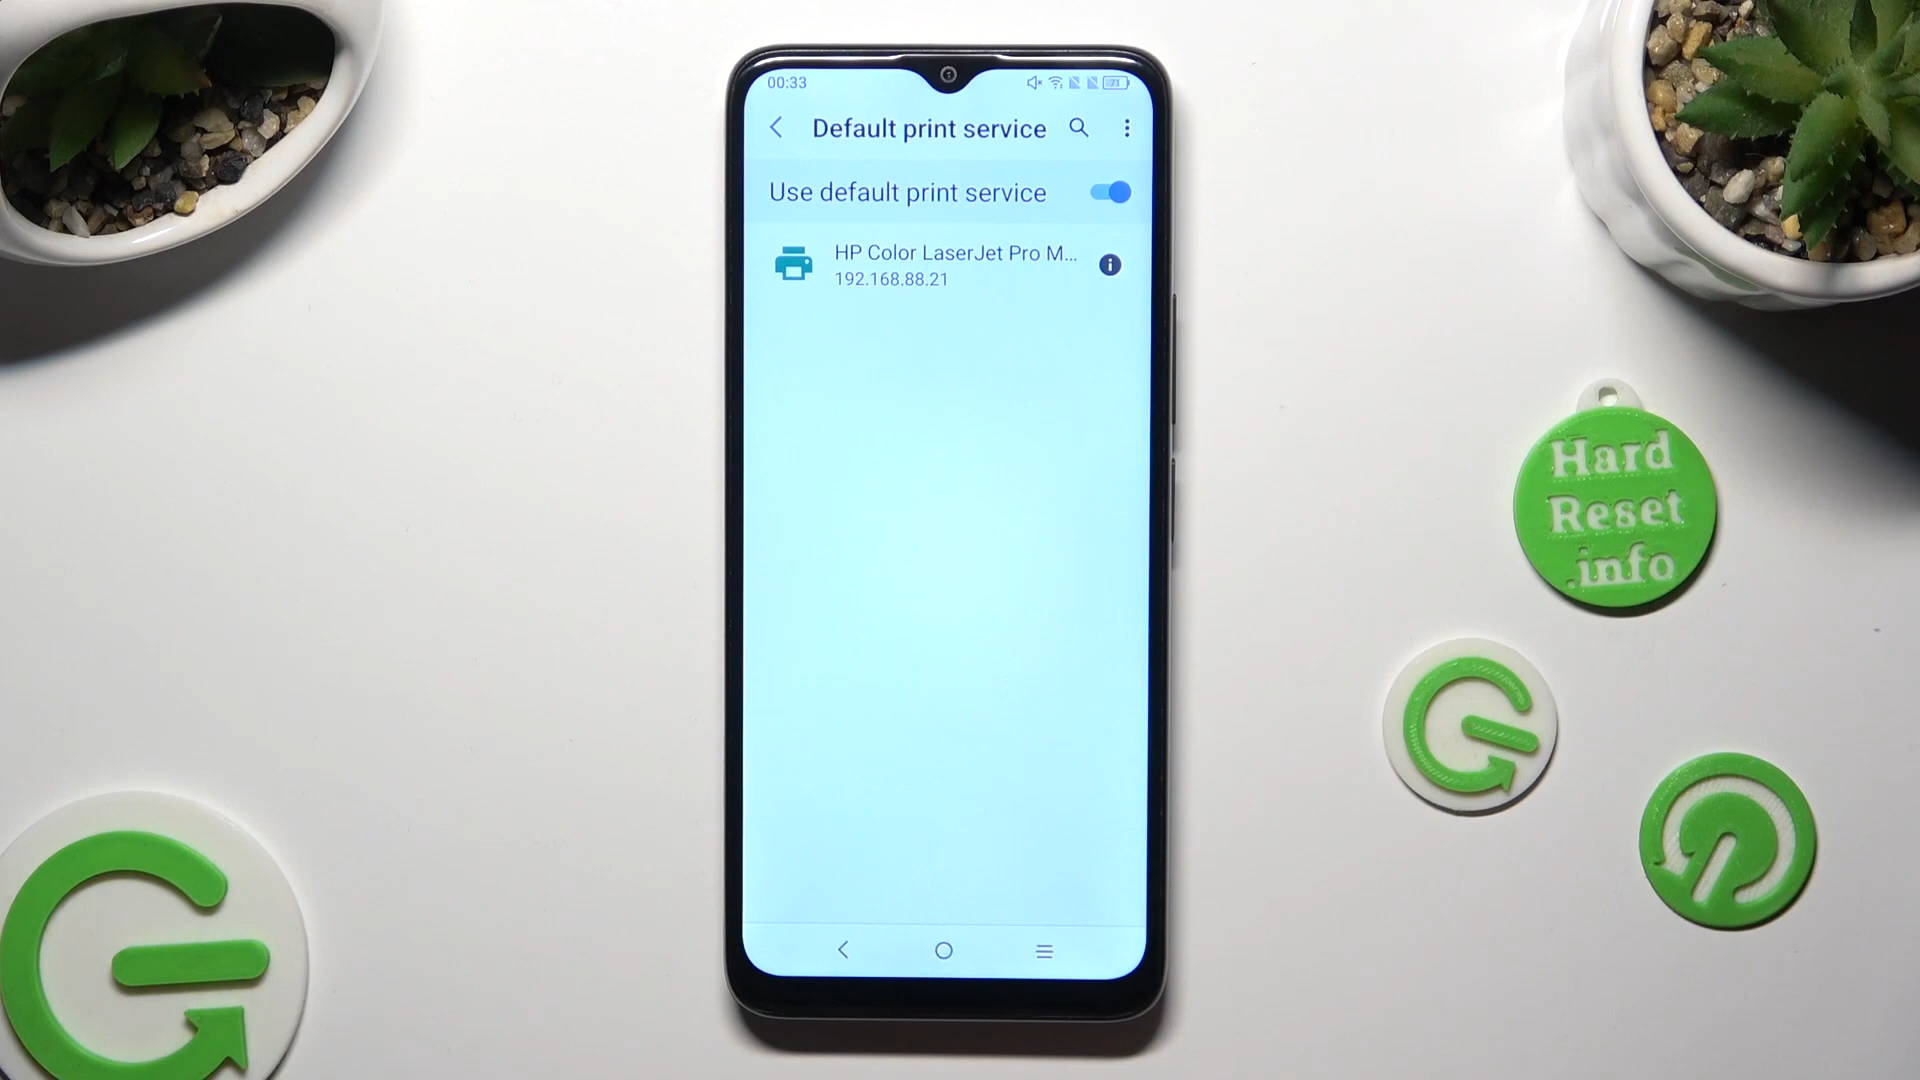 00:33
71
Default print service
Use default print service
HP Color LaserJet Pro M...
192.168.88.21
Hard
Reset
.info